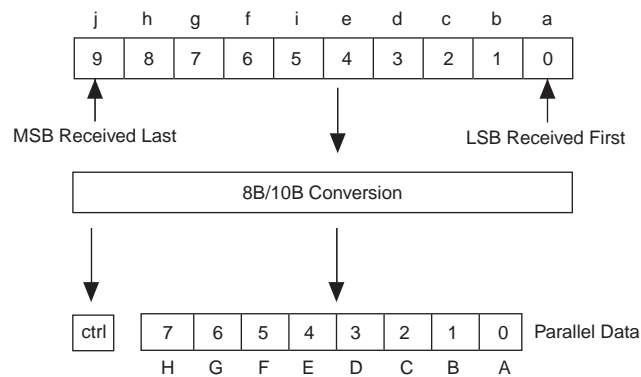 j h g f i e d c b a
9 8 7 6 5 4 3 2 1 0
MSB Received Last LSB Received First
8B/10B Conversion
ctrl 7 6 5 4 3 2 1 0 Parallel Data
H G F E D C B A